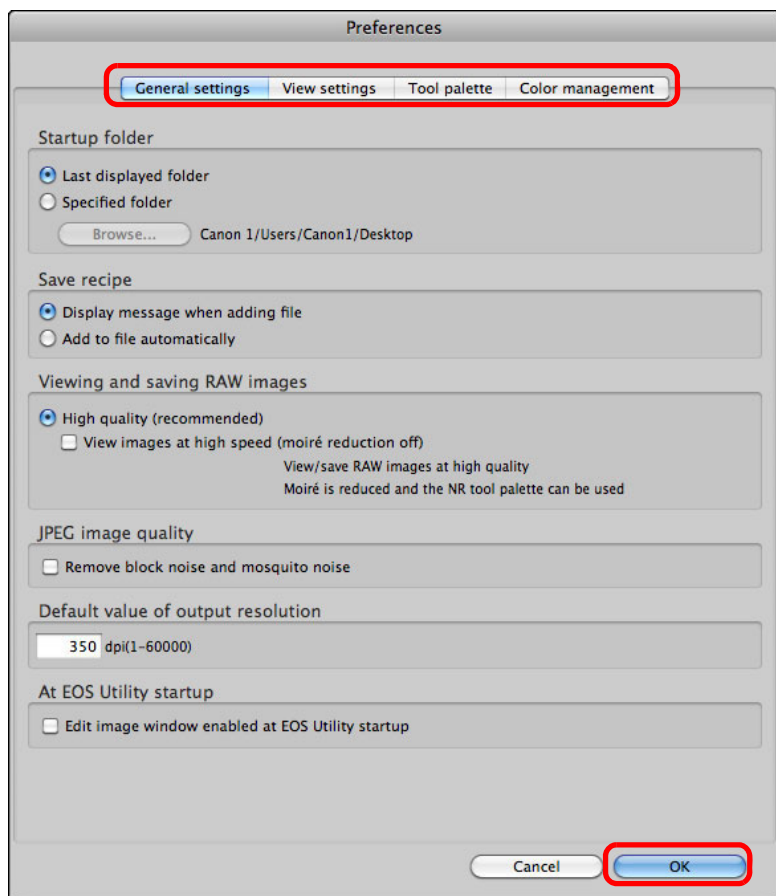 Preferences
General settings View settings Tool palette Color management
Startup folder
Last displayed folder
Specified folder
Browse... Canon 1/Users/Canon1/Desktop
Save recipe
Display message when adding file
Add to file automatically
Viewing and saving RAW images
High quality (recommended)
View images at high speed (moiré reduction off)
View/save RAW images at high quality
Moiré is reduced and the NR tool palette can be used
JPEG image quality
Remove block noise and mosquito noise
Default value of output resolution
350 dpi(1-60000)
At EOS Utility startup
Edit image window enabled at EOS Utility startup
Cancel OK